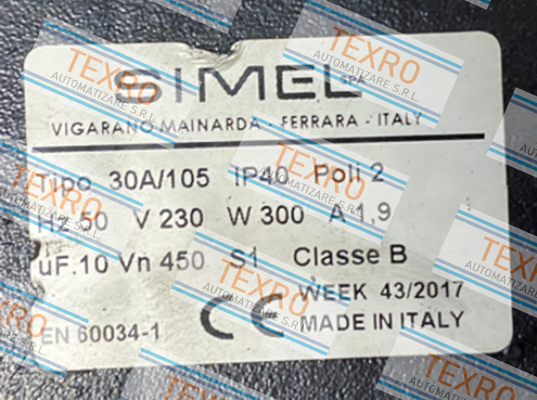 SIMEL SPA
VIGARANO MAINARDA - FERRARA - ITALY
Tipo 30A/105 IP40 Poli 2
Hz 50 V 230 W 300 A 1,9
uF.10 Vn 450 S1 Classe B
WEEK 43/2017
EN 60034-1 CE MADE IN ITALY
TEXRO
AUTOMATIZARE S.R.L.